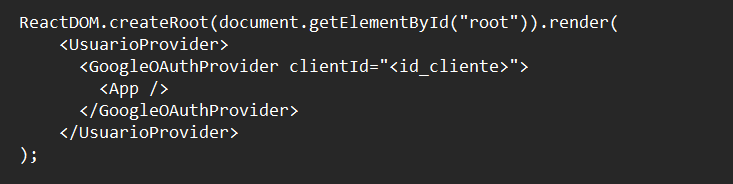 ReactDOM.createRoot(document.getElementById("root")).render(
    <UsuarioProvider>
      <GoogleOAuthProvider clientId="<id_cliente>">
        <App />
      </GoogleOAuthProvider>
    </UsuarioProvider>
);